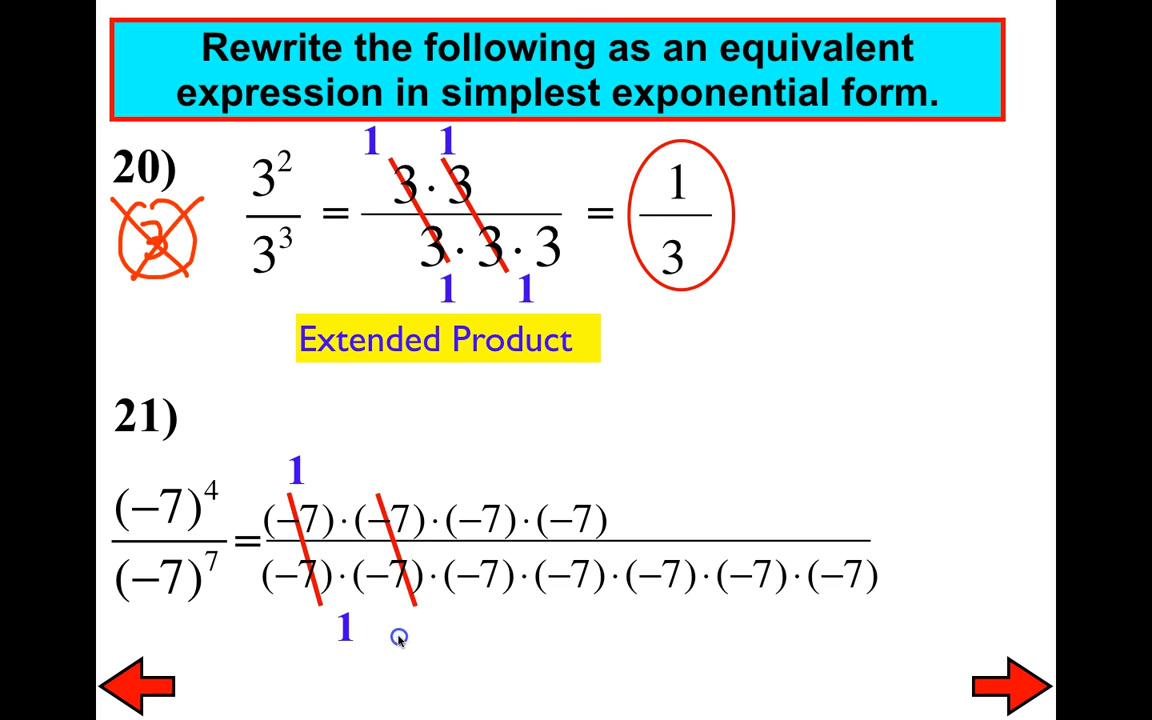 Rewrite the following as an equivalent
expression in simplest exponential form.
1 1
20) 3² / 3³ = 3 · 3 / 3 · 3 · 3 = 1 / 3
3
1 1
Extended Product
21)
1
(−7)⁴ / (−7)⁷ = (−7) · (−7) · (−7) · (−7) / (−7) · (−7) · (−7) · (−7) · (−7) · (−7) · (−7)
1